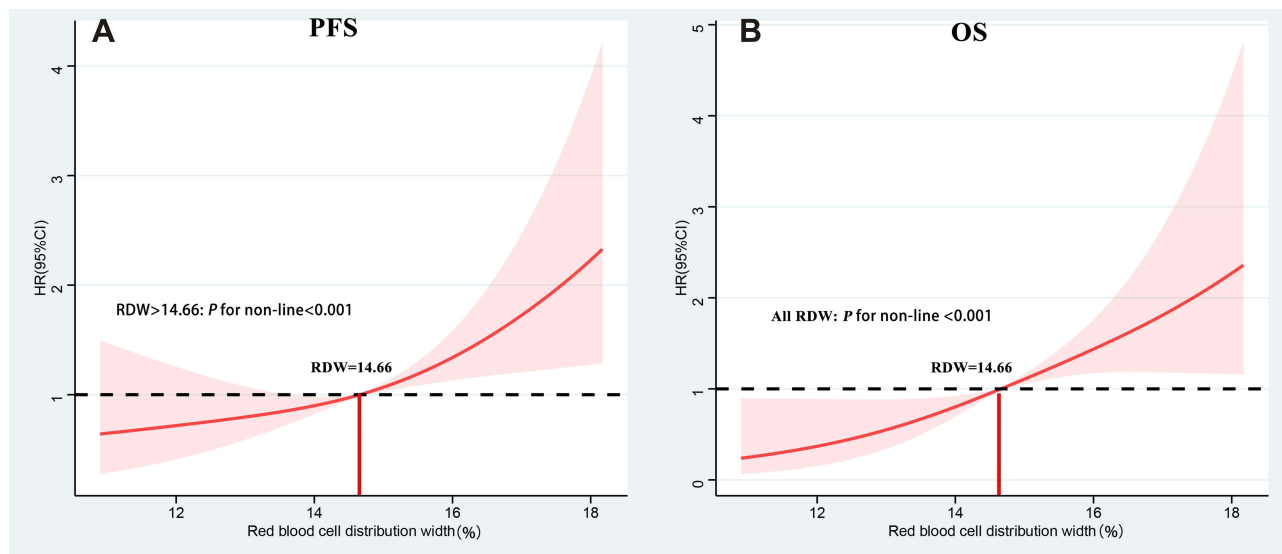 A
PFS
4
3
2
1
HR(95%CI)
RDW>14.66: P for non-line<0.001
RDW=14.66
12
14
16
18
Red blood cell distribution width(%)
B
OS
5
4
3
2
1
0
HR(95%CI)
All RDW: P for non-line <0.001
RDW=14.66
12
14
16
18
Red blood cell distribution width(%)